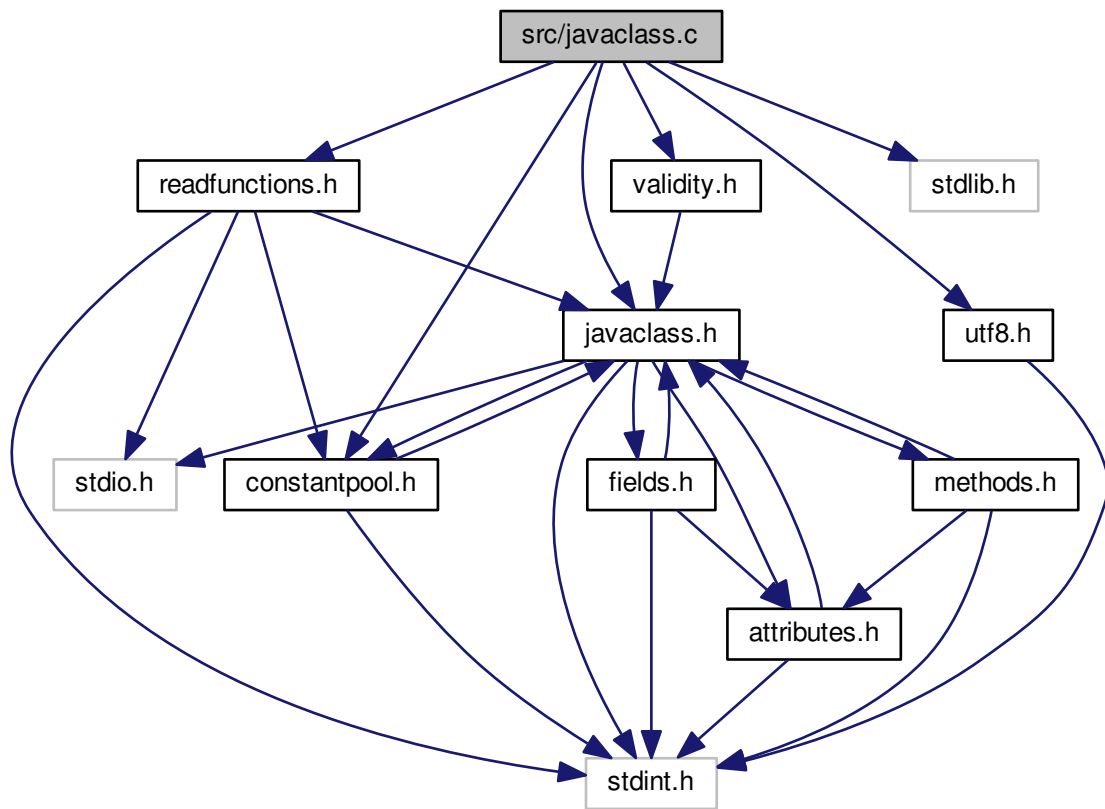 src/javaclass.c
readfunctions.h
validity.h
stdlib.h
javaclass.h
utf8.h
stdio.h
constantpool.h
fields.h
methods.h
attributes.h
stdint.h